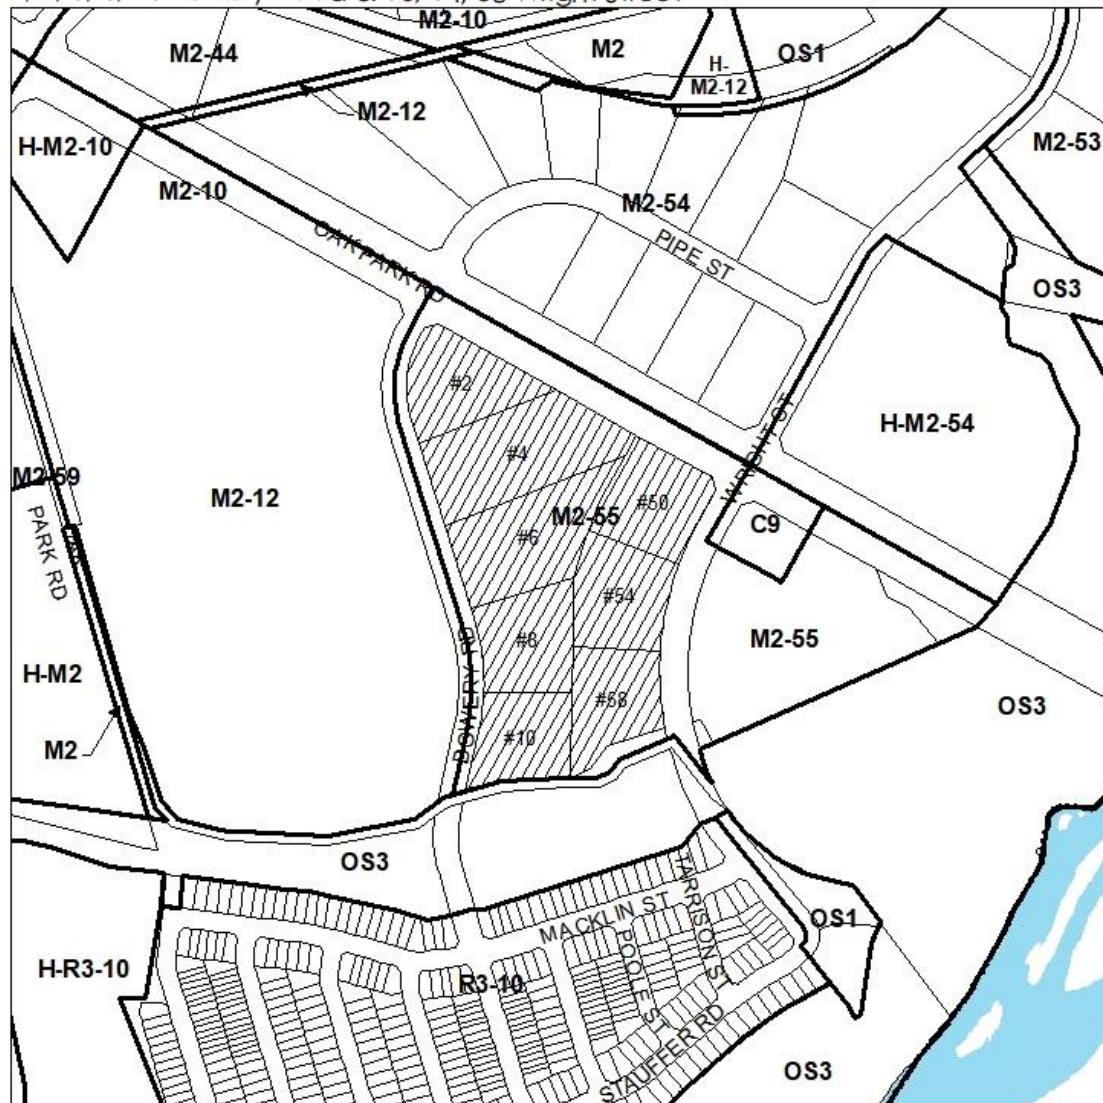 M2-10
M2-44
M2
H-
M2-12
OS1
M2-12
H-M2-10
M2-53
M2-10
M2-54
OAK PARK RD
PIPE ST
OS3
#2
WRIGHT ST
H-M2-54
#4
M2-59
M2-12
#50
M2-55
C9
#6
PARK RD
#54
#8
M2-55
H-M2
BOWERY RD
#58
OS3
#10
M2
OS3
TARRISON ST
MACKLIN ST
OS1
POOLE ST
H-R3-10
R3-10
STAUFFER RD
OS3